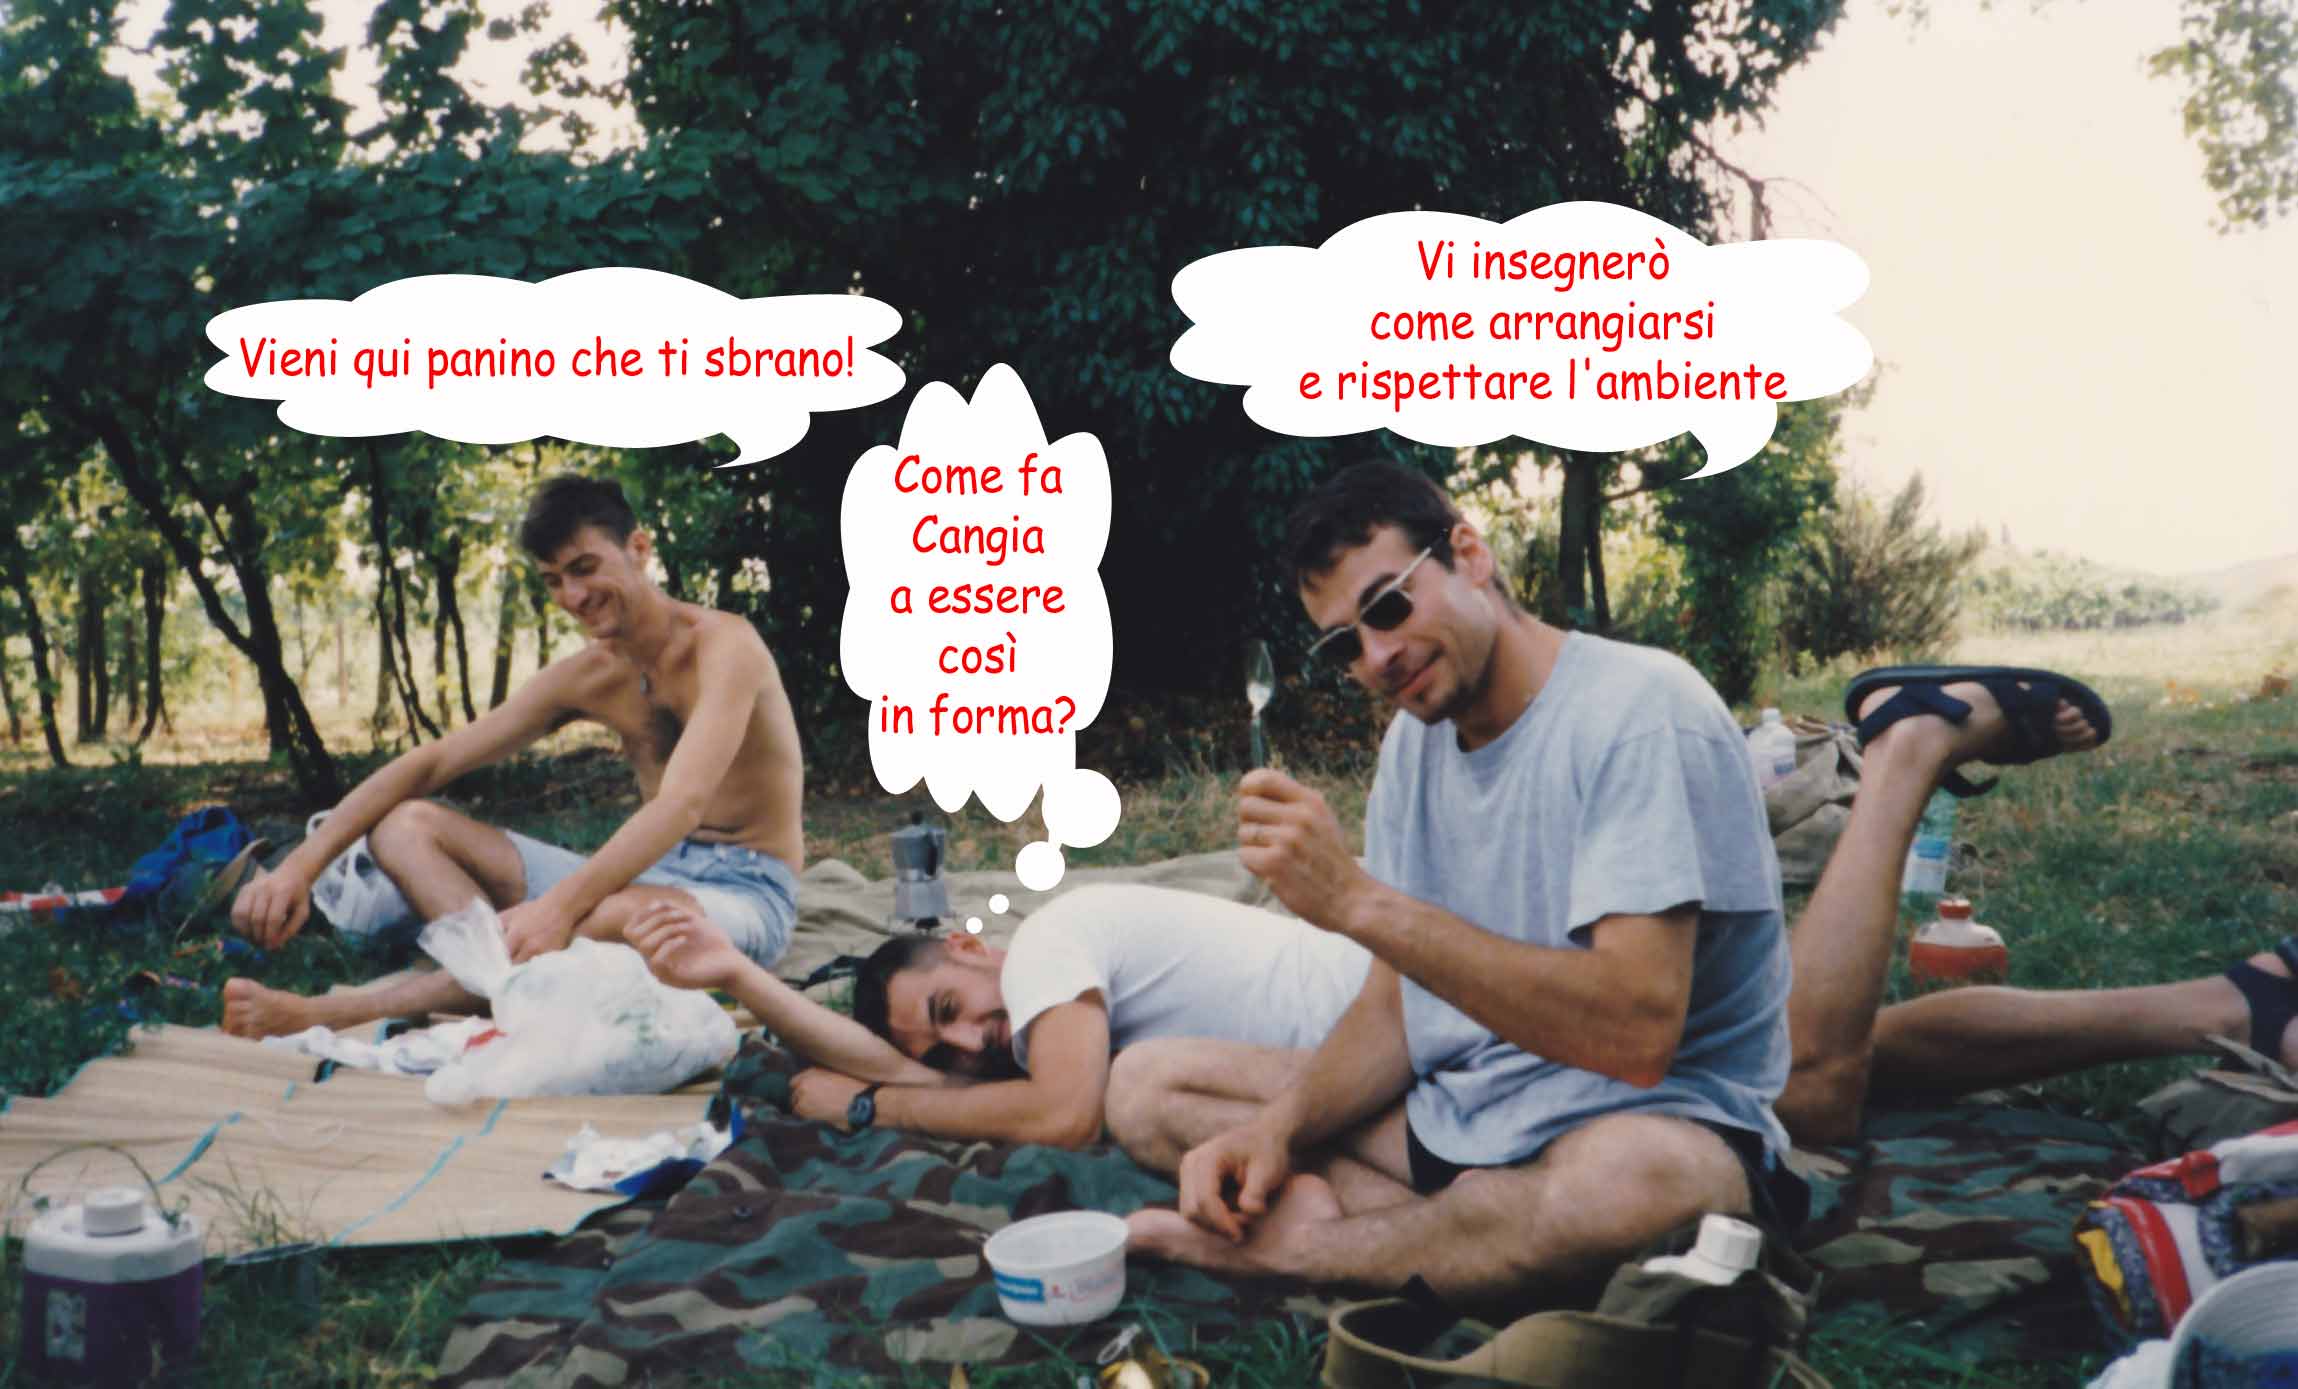 Vieni qui panino che ti sbrano!
Come fa
Cangia
a essere
così
in forma?
Vi insegnerò
come arrangiarsi
e rispettare l'ambiente